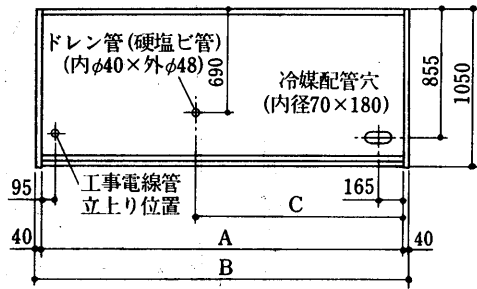 ドレン管(硬塩ビ管)
(内φ40×外φ48)
690
冷媒配管穴
(内径70×180)
855
1050
95
工事電線管
立上り位置
165
C
40
A
40
B